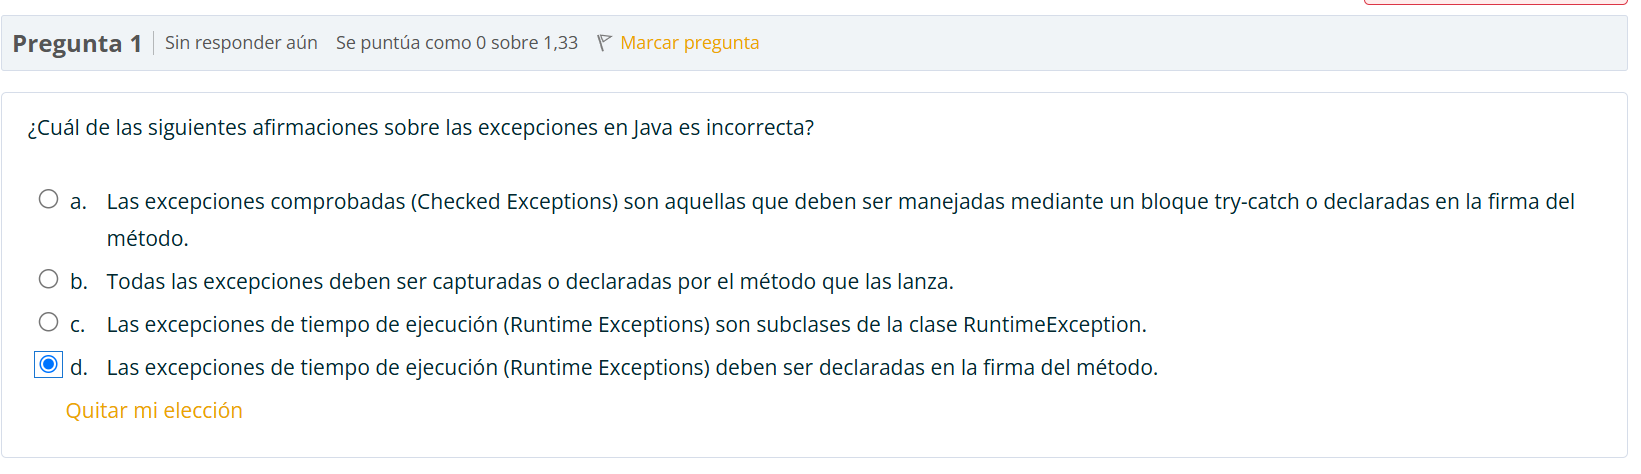 Pregunta 1 Sin responder aún Se puntúa como 0 sobre 1,33 Marcar pregunta
¿Cuál de las siguientes afirmaciones sobre las excepciones en Java es incorrecta?
a. Las excepciones comprobadas (Checked Exceptions) son aquellas que deben ser manejadas mediante un bloque try-catch o declaradas en la firma del
método.
b. Todas las excepciones deben ser capturadas o declaradas por el método que las lanza.
c. Las excepciones de tiempo de ejecución (Runtime Exceptions) son subclases de la clase RuntimeException.
d. Las excepciones de tiempo de ejecución (Runtime Exceptions) deben ser declaradas en la firma del método.
Quitar mi elección